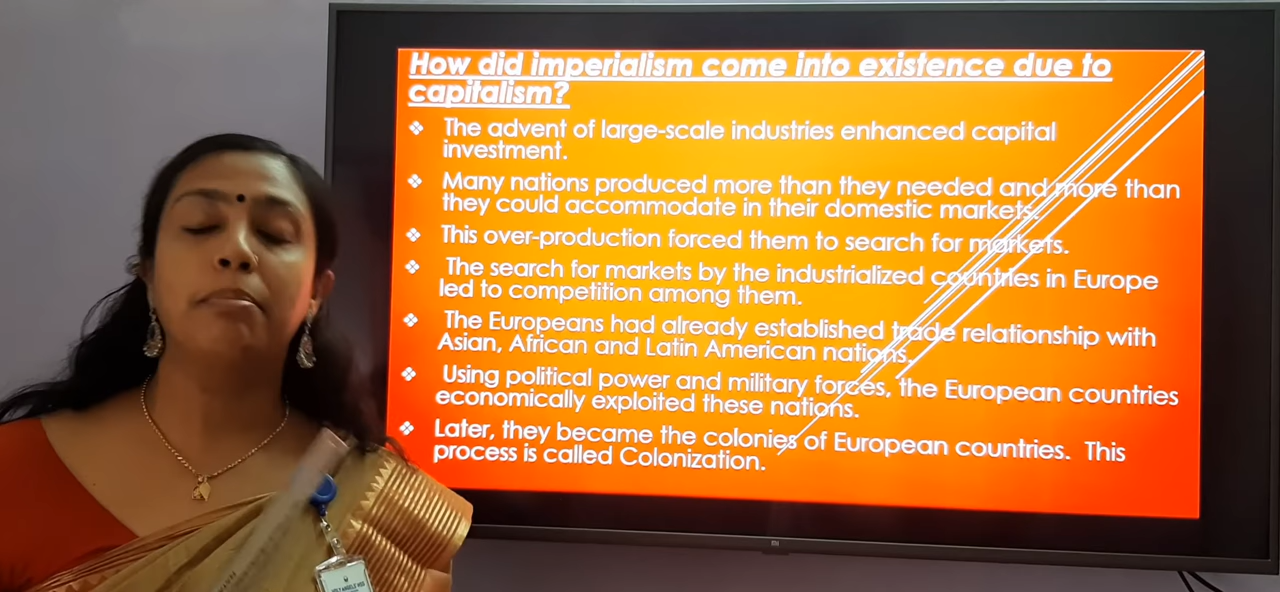 How did imperialism come into existence due to
capitalism?
❖ The advent of large-scale industries enhanced capital
investment.
❖ Many nations produced more than they needed and more than
they could accommodate in their domestic markets.
❖ This over-production forced them to search for markets.
❖ The search for markets by the industrialized countries in Europe
led to competition among them.
❖ The Europeans had already established trade relationship with
Asian, African and Latin American nations.
❖ Using political power and military forces, the European countries
economically exploited these nations.
❖ Later, they became the colonies of European countries. This
process is called Colonization.